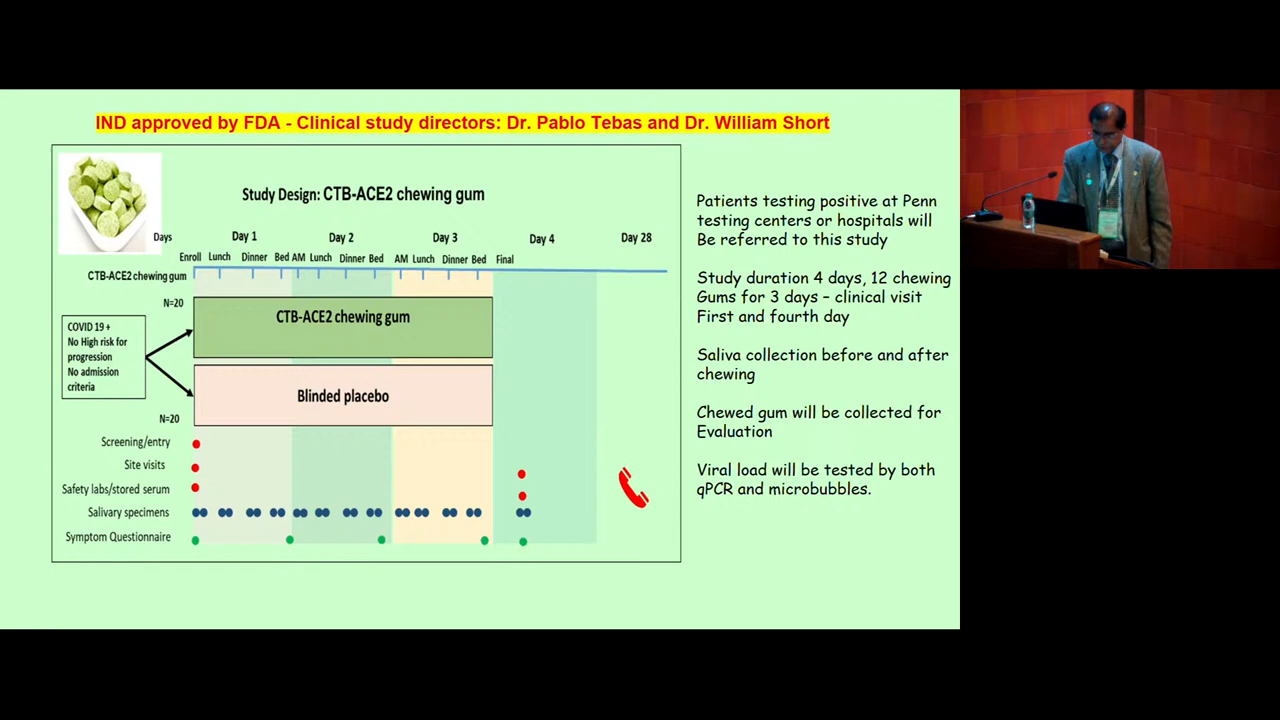 IND approved by FDA - Clinical study directors: Dr. Pablo Tebas and Dr. William Short
Study Design: CTB-ACE2 chewing gum
Days Day 1 Day 2 Day 3 Day 4 Day 28
Enroll Lunch Dinner Bed AM Lunch Dinner Bed AM Lunch Dinner Bed Final
CTB-ACE2 chewing gum
N=20
CTB-ACE2 chewing gum
COVID 19 +
No High risk for
progression
No admission
criteria
Blinded placebo
N=20
Screening/entry
Site visits
Safety labs/stored serum
Salivary specimens
Symptom Questionnaire
Patients testing positive at Penn
testing centers or hospitals will
Be referred to this study
Study duration 4 days, 12 chewing
Gums for 3 days – clinical visit
First and fourth day
Saliva collection before and after
chewing
Chewed gum will be collected for
Evaluation
Viral load will be tested by both
qPCR and microbubbles.